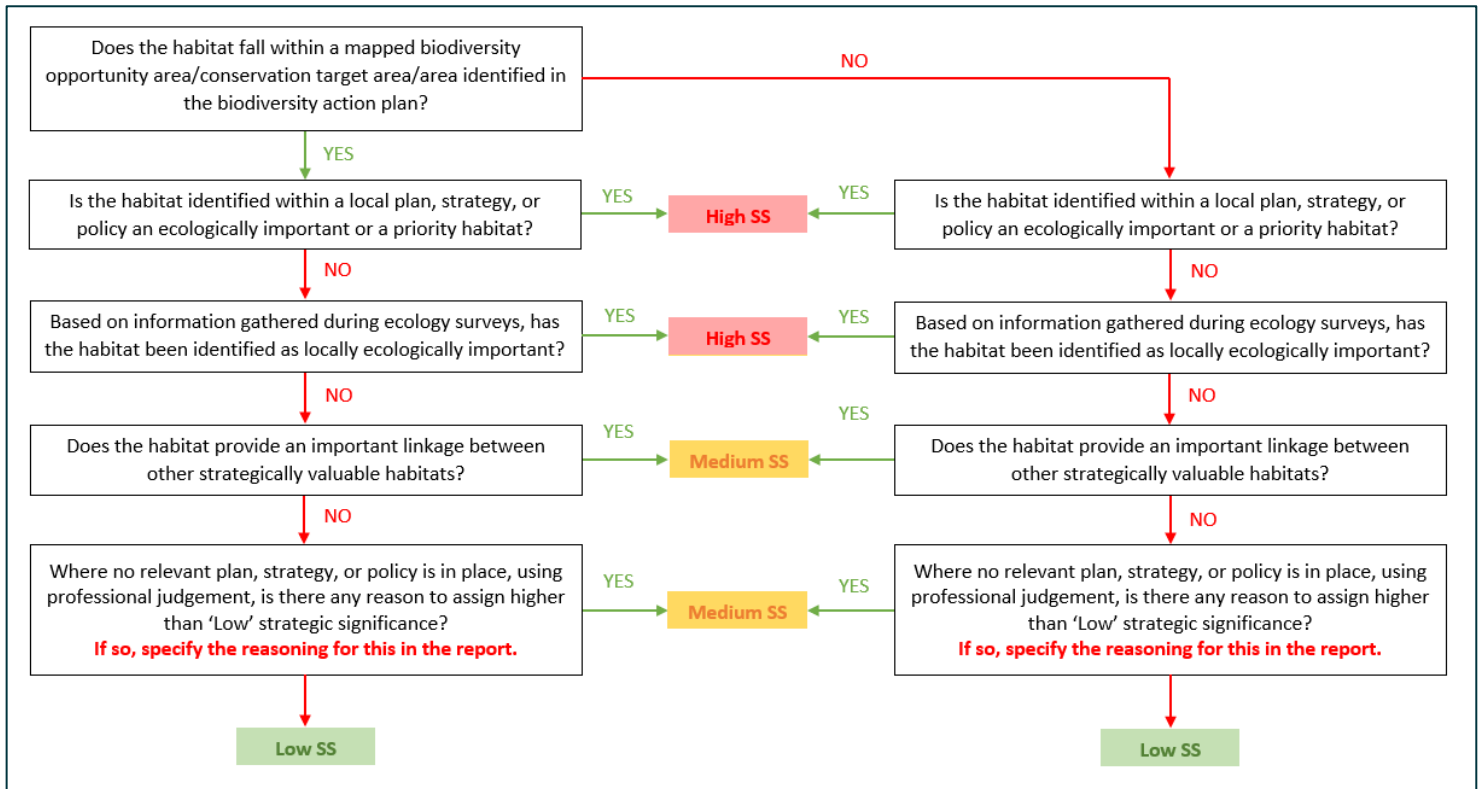 Does the habitat fall within a mapped biodiversity
opportunity area/conservation target area/area identified in
the biodiversity action plan?
NO
YES
Is the habitat identified within a local plan, strategy, or
policy an ecologically important or a priority habitat?
YES
High SS
YES
Is the habitat identified within a local plan, strategy, or
policy an ecologically important or a priority habitat?
NO
NO
Based on information gathered during ecology surveys, has
the habitat been identified as locally ecologically important?
YES
High SS
YES
Based on information gathered during ecology surveys, has
the habitat been identified as locally ecologically important?
NO
NO
Does the habitat provide an important linkage between
other strategically valuable habitats?
YES
Medium SS
YES
Does the habitat provide an important linkage between
other strategically valuable habitats?
NO
NO
Where no relevant plan, strategy, or policy is in place, using
professional judgement, is there any reason to assign higher
than ‘Low’ strategic significance?
If so, specify the reasoning for this in the report.
YES
Medium SS
YES
Where no relevant plan, strategy, or policy is in place, using
professional judgement, is there any reason to assign higher
than ‘Low’ strategic significance?
If so, specify the reasoning for this in the report.
Low SS
Low SS